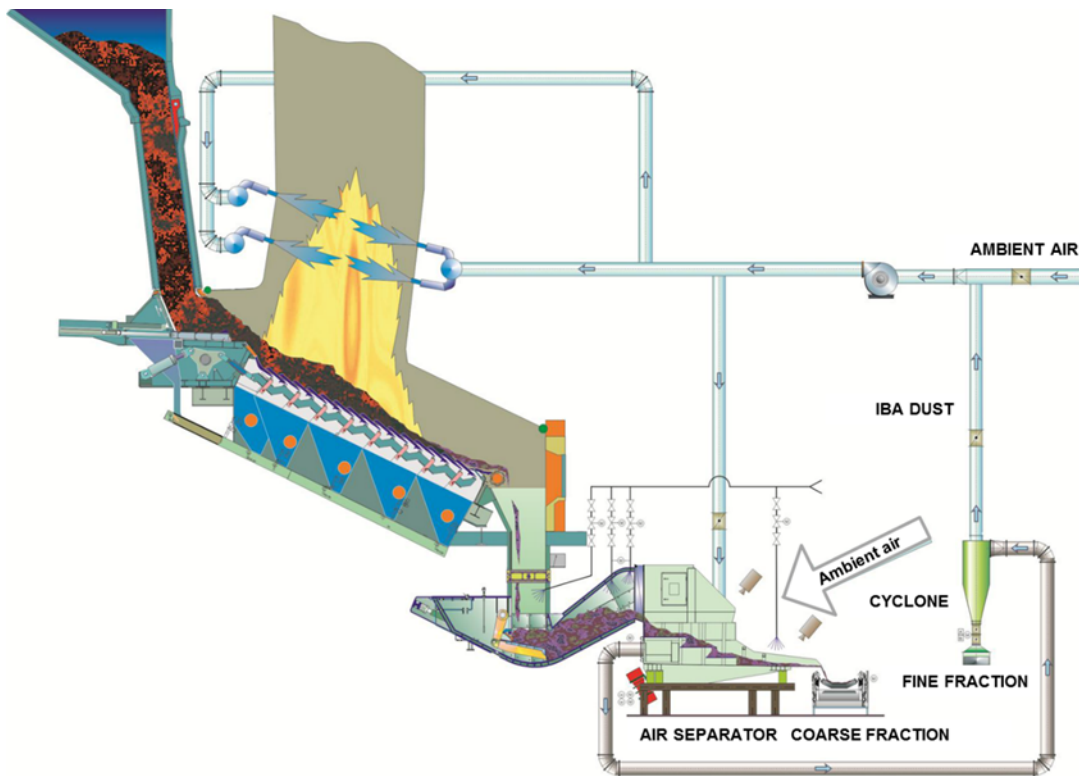 AMBIENT AIR
IBA DUST
Ambient air
CYCLONE
FINE FRACTION
AIR SEPARATOR
COARSE FRACTION